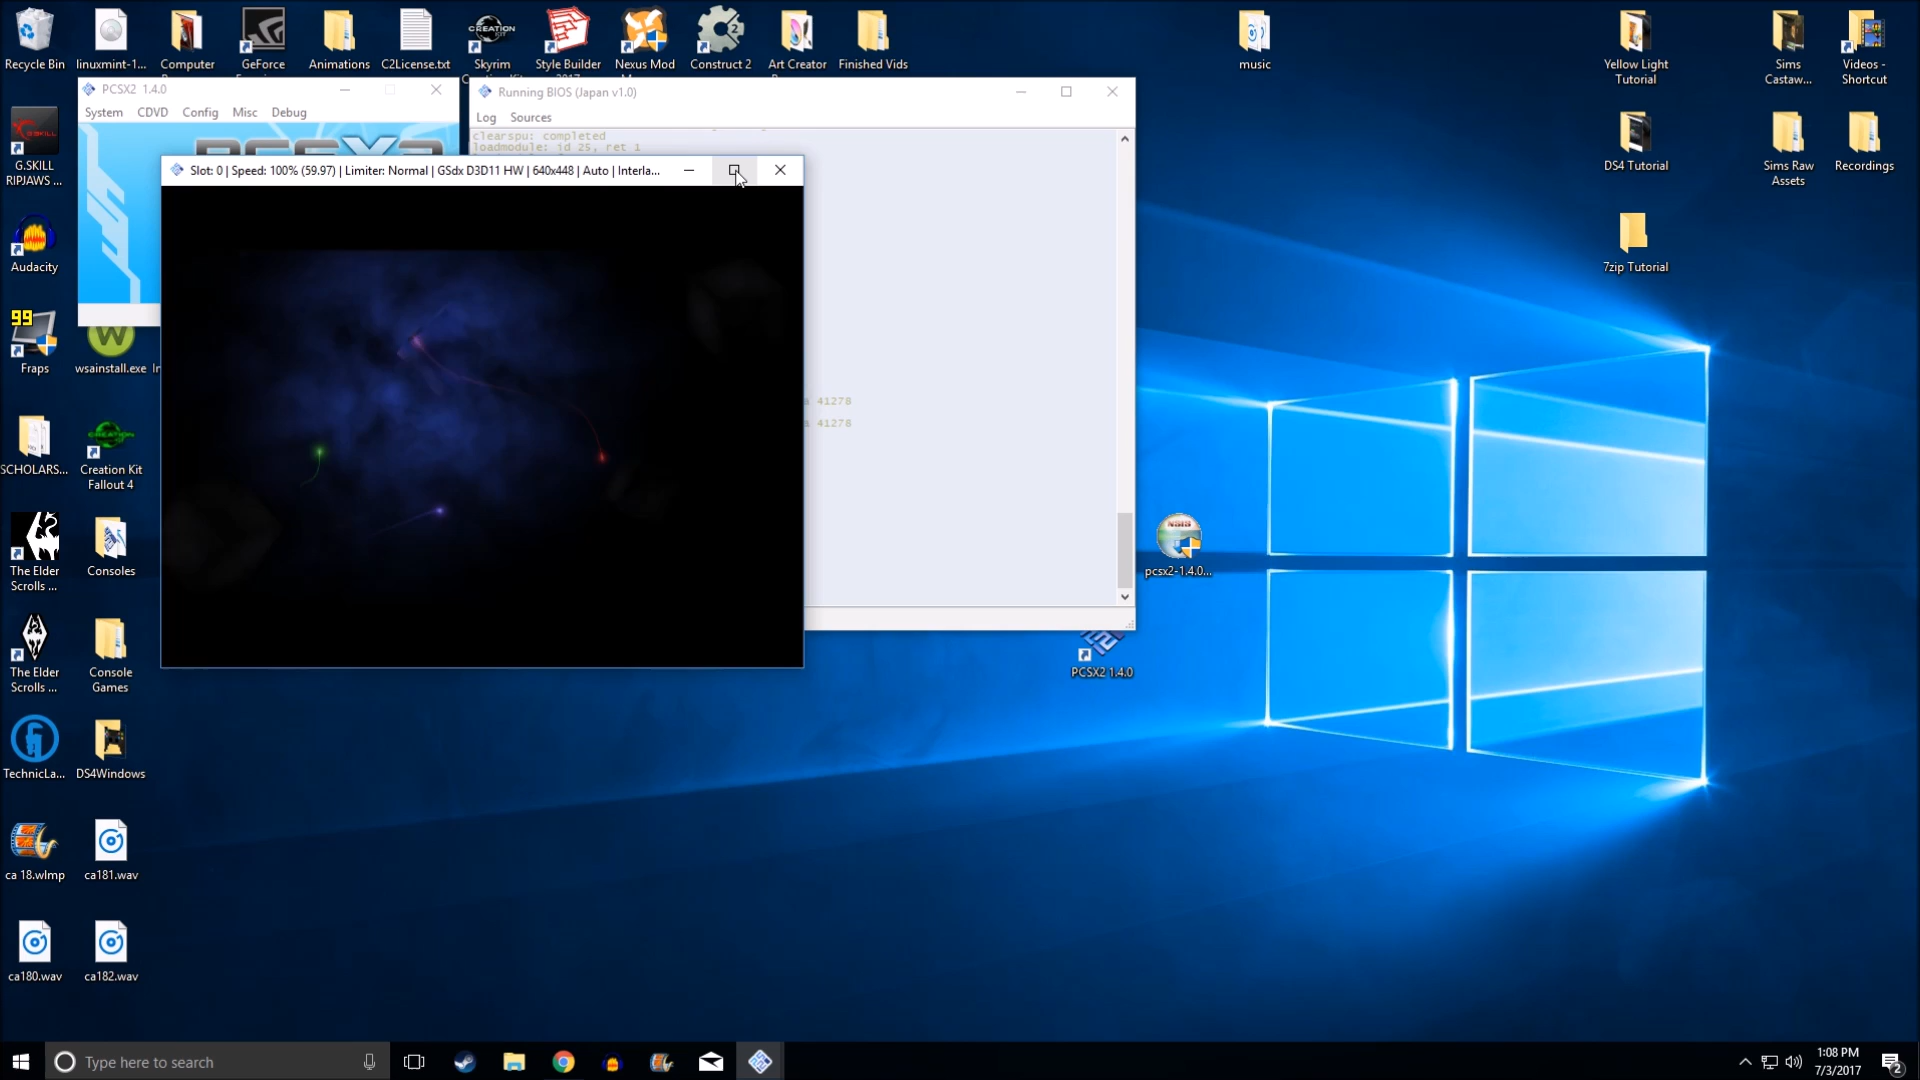 Recycle Bin
linuxmint-1...
Computer
GeForce
Animations
C2License.txt
Skyrim
Style Builder
Nexus Mod
Construct 2
Art Creator
Finished Vids
music
Yellow Light
Tutorial
Sims
Castaw...
Videos -
Shortcut
CREATION
PCSX2 1.4.0
System CDVD Config Misc Debug
Running BIOS (Japan v1.0)
Log Sources
clearspu: completed
loadmodule: id 25, ret 1
Slot: 0 | Speed: 100% (59.97) | Limiter: Normal | GSdx D3D11 HW | 640x448 | Auto | Interla...
a 41278
a 41278
G.SKILL
RIPJAWS ...
DS4 Tutorial
Sims Raw
Assets
Recordings
Audacity
7zip Tutorial
99
Fraps
wsainstall.exe
SCHOLARS...
Creation Kit
Fallout 4
The Elder
Scrolls ...
Consoles
pcsx2-1.4.0...
The Elder
Scrolls ...
Console
Games
PCSX2 1.4.0
TechnicLa...
DS4Windows
ca 18.wlmp
ca181.wav
ca180.wav
ca182.wav
Type here to search
1:08 PM
7/3/2017
2